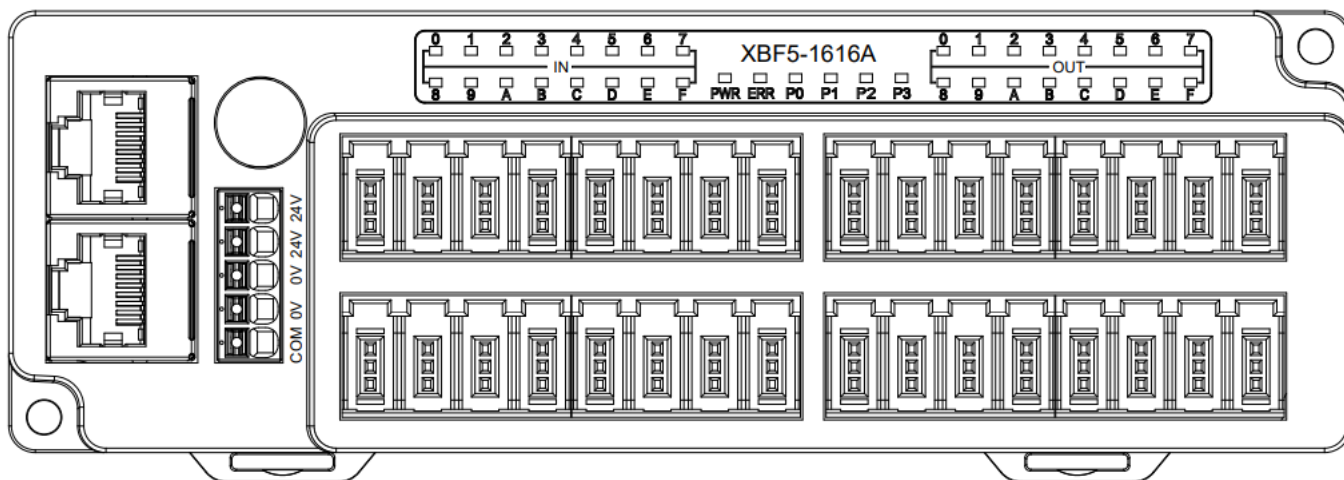 0 1 2 3 4 5 6 7
XBF5-1616A
0 1 2 3 4 5 6 7
IN
OUT
8 9 A B C D E F
PWR ERR P0 P1 P2 P3
8 9 A B C D E F
24V
24V
0V
0V
COM